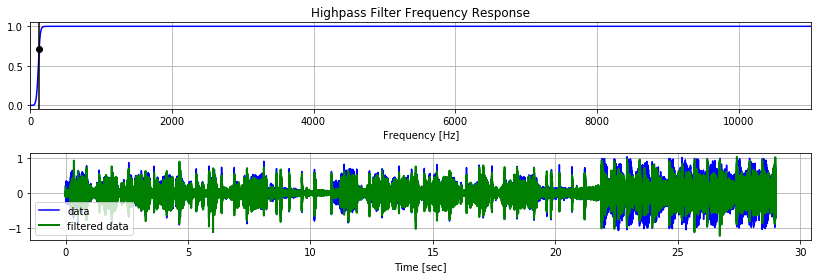 Highpass Filter Frequency Response
1.0
0.5
0.0
0 2000 4000 6000 8000 10000
Frequency [Hz]
1
0
−1
data
filtered data
0 5 10 15 20 25 30
Time [sec]